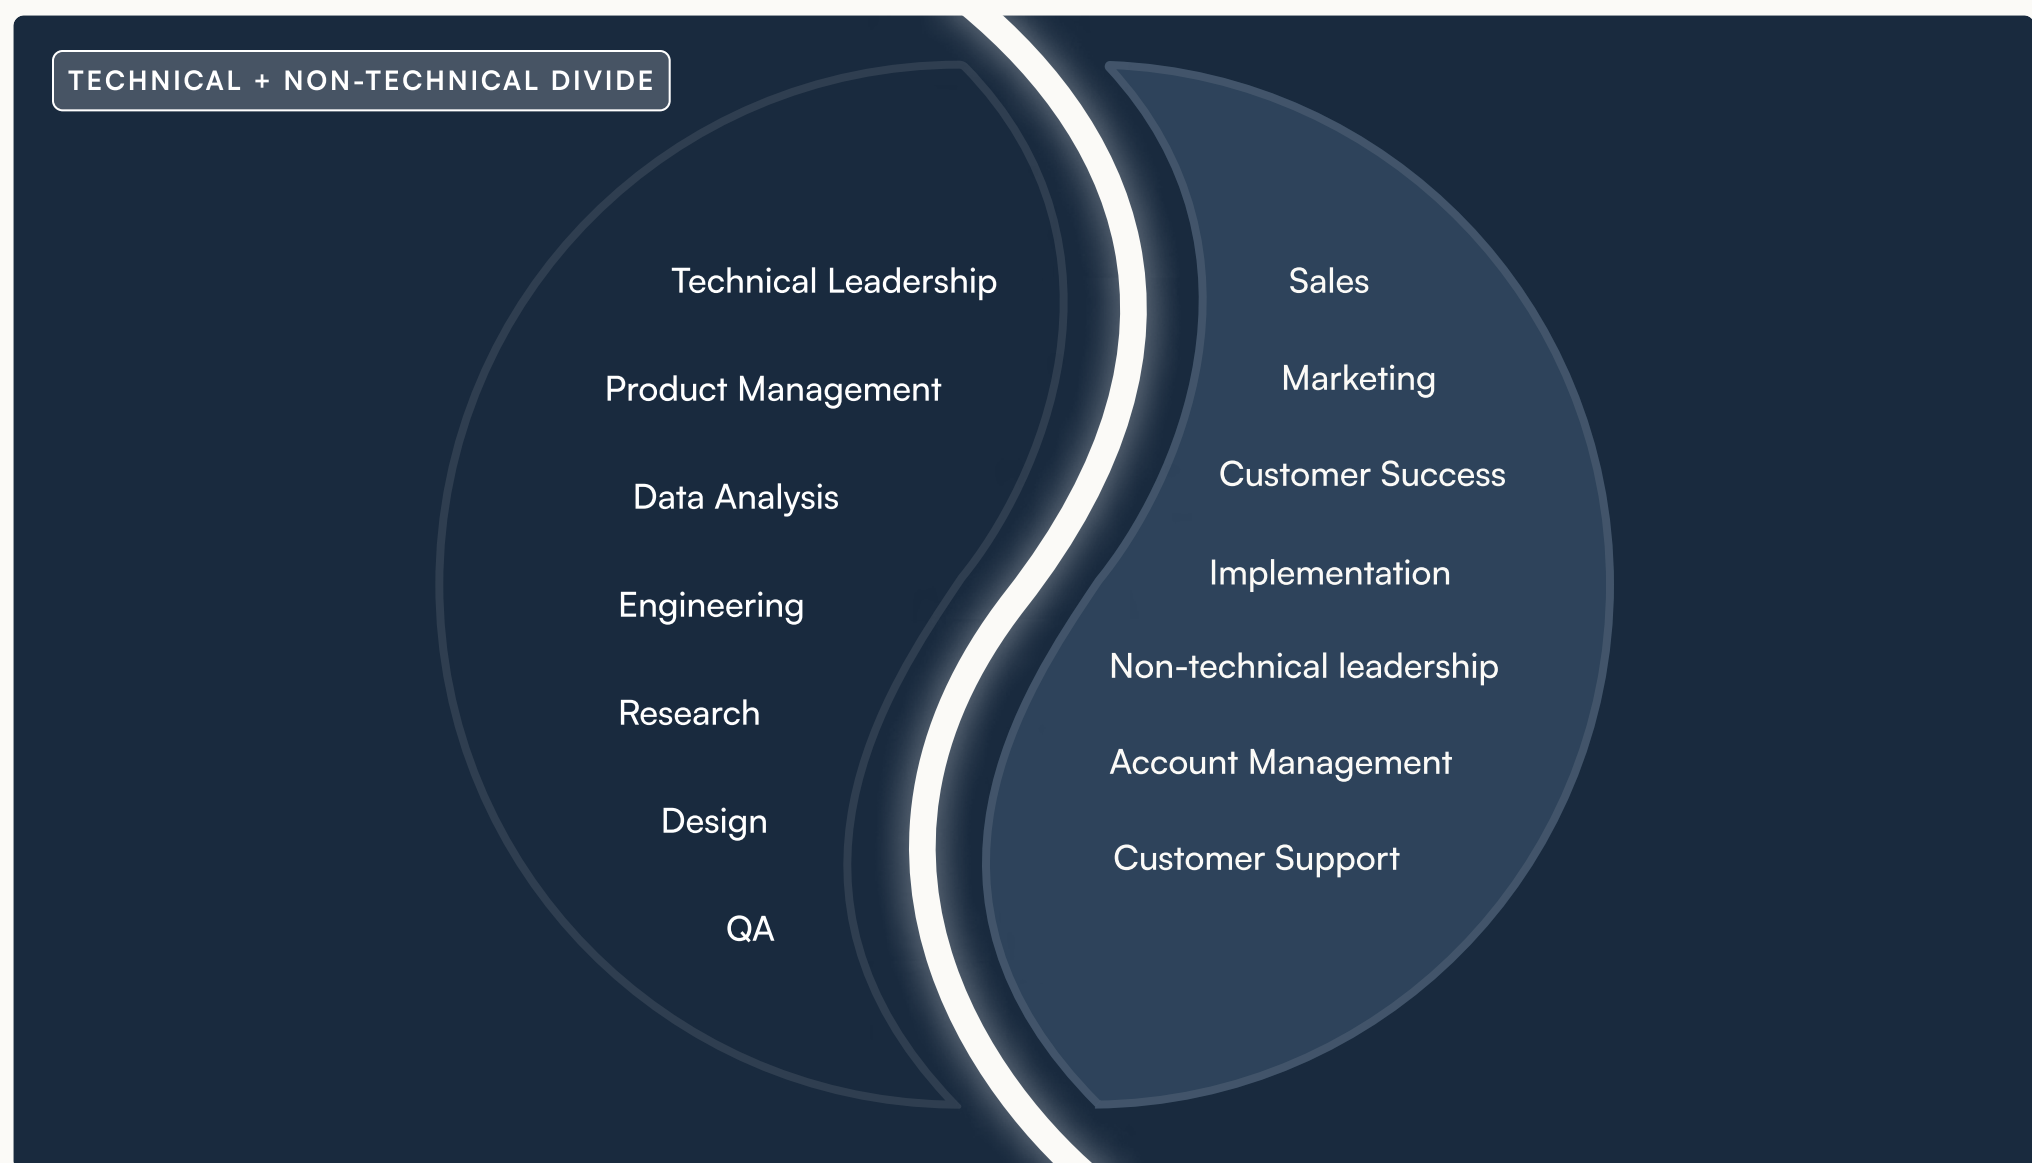 TECHNICAL + NON-TECHNICAL DIVIDE
Technical Leadership
Product Management
Data Analysis
Engineering
Research
Design
QA
Sales
Marketing
Customer Success
Implementation
Non-technical leadership
Account Management
Customer Support